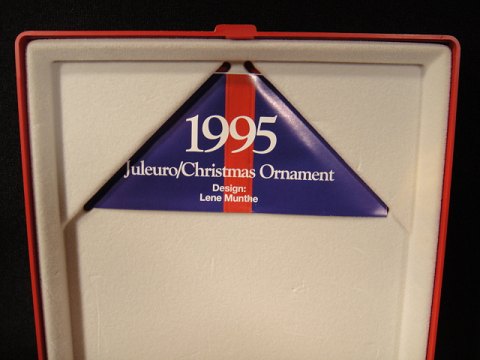 1995
Juleuro/Christmas Ornament
Design:
Lene Munthe